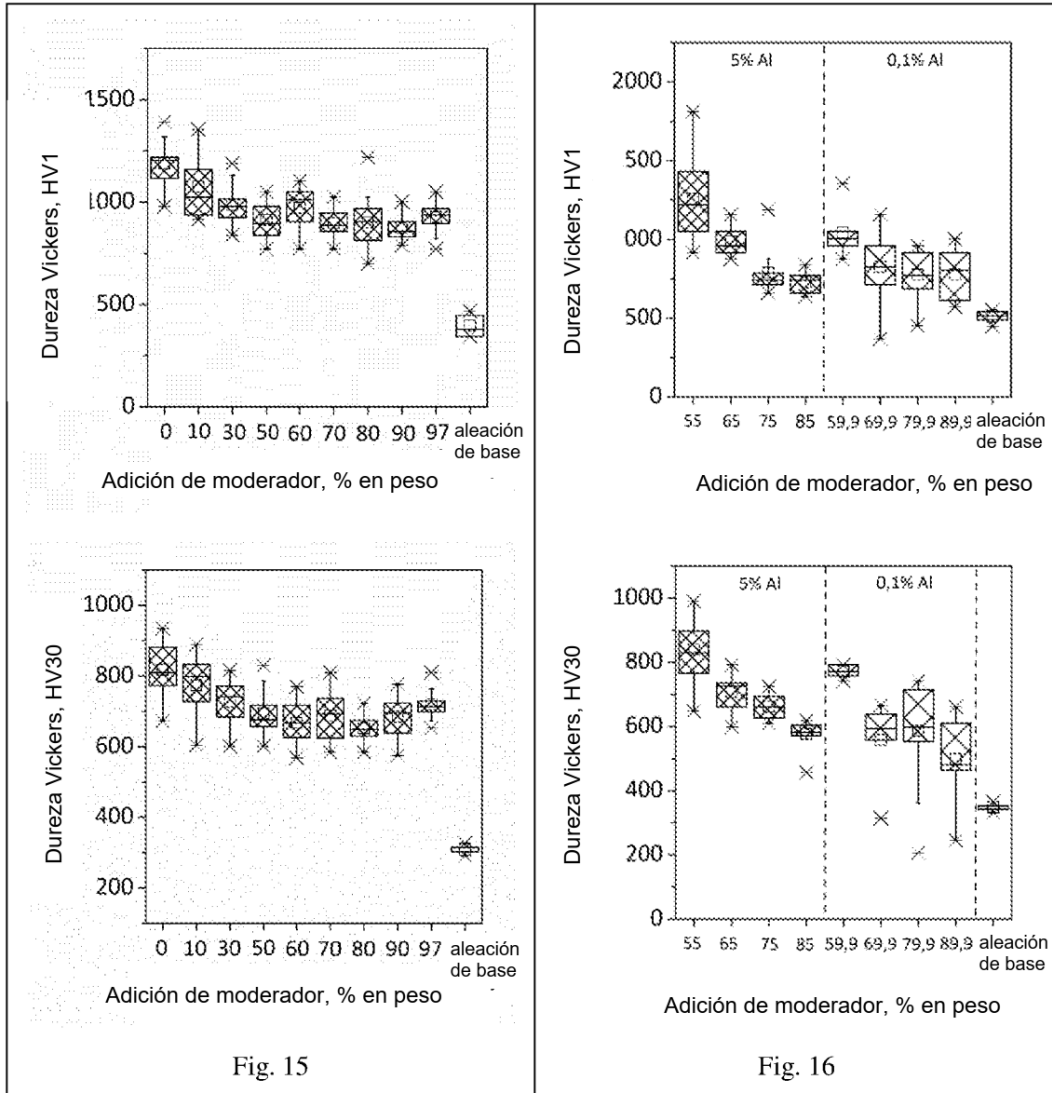 1500
1000
500
0
Dureza Vickers, HV1
0 10 30 50 60 70 80 90 97 aleación
de base
Adición de moderador, % en peso
1000
800
600
400
200
Dureza Vickers, HV30
0 10 30 50 60 70 80 90 97 aleación
de base
Adición de moderador, % en peso
Fig. 15
5% Al 0,1% Al
2000
500
000
500
0
Dureza Vickers, HV1
55 65 75 85 59,9 69,9 79,9 89,9 aleación
de base
Adición de moderador, % en peso
5% Al 0,1% Al
1000
800
600
400
200
0
Dureza Vickers, HV30
55 65 75 85 59,9 69,9 79,9 89,9 aleación
de base
Adición de moderador, % en peso
Fig. 16